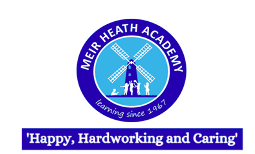 MEIR HEATH ACADEMY
learning since 1967
'Happy, Hardworking and Caring'